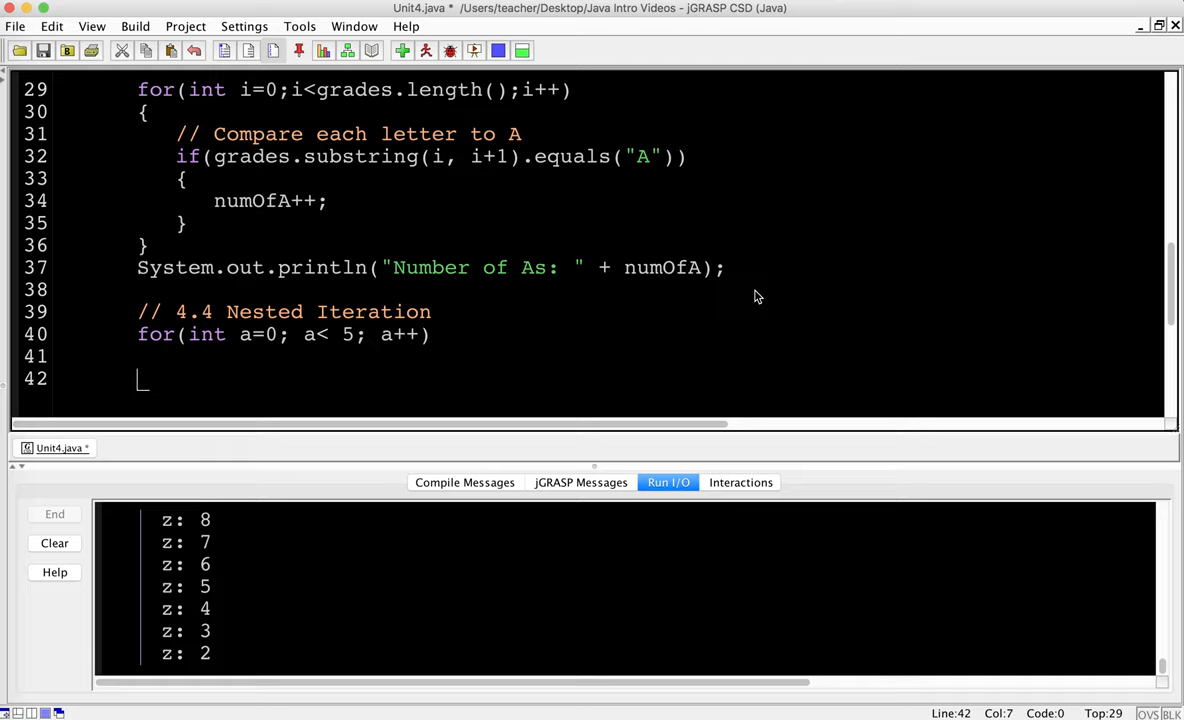 Unit4.java * /Users/teacher/Desktop/Java Intro Videos - jGRASP CSD (Java)
File Edit View Build Project Settings Tools Window Help
29 for(int i=0;i<grades.length();i++)
30 {
31 // Compare each letter to A
32 if(grades.substring(i, i+1).equals("A"))
33 {
34 numOfA++;
35 }
36 }
37 System.out.println("Number of As: " + numOfA);
38
39 // 4.4 Nested Iteration
40 for(int a=0; a< 5; a++)
41
42
Unit4.java *
Compile Messages jGRASP Messages Run I/O Interactions
End
Clear
Help
z: 8
z: 7
z: 6
z: 5
z: 4
z: 3
z: 2
Line:42 Col:7 Code:0 Top:29 OVS BLK